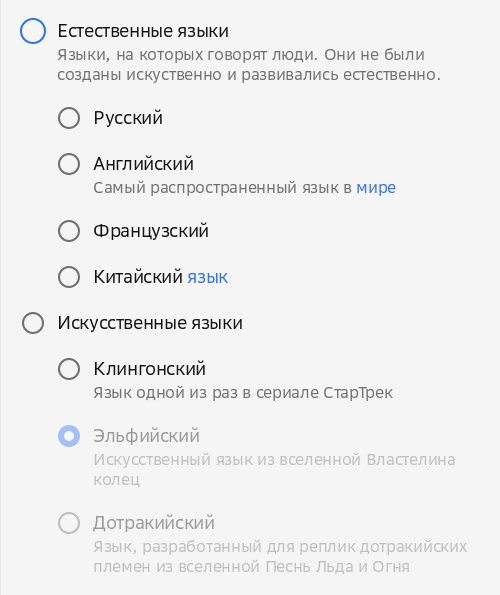 Естественные языки
Языки, на которых говорят люди. Они не были
созданы искуственно и развивались естественно.
Русский
Английский
Самый распространенный язык в мире
Французский
Китайский язык
Искусственные языки
Клингонский
Язык одной из раз в сериале СтарТрек
Эльфийский
Искусственный язык из вселенной Властелина
колец
Дотракийский
Язык, разработанный для реплик дотракийских
племен из вселенной Песнь Льда и Огня